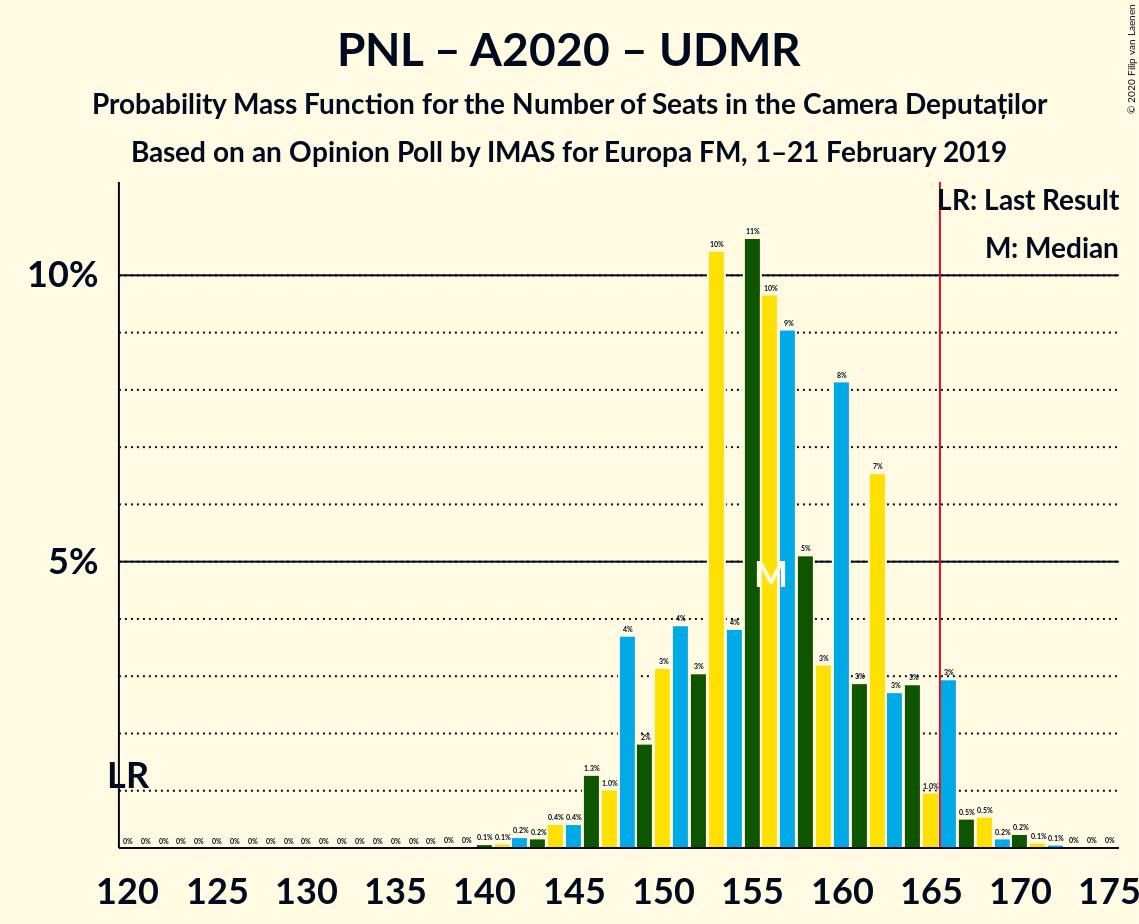 PNL – A2020 – UDMR
Probability Mass Function for the Number of Seats in the Camera Deputaților
Based on an Opinion Poll by IMAS for Europa FM, 1–21 February 2019
© 2020 Filip van Laenen
LR: Last Result
M: Median
10%
5%
LR
M
0% 0% 0% 0% 0% 0% 0% 0% 0% 0% 0% 0% 0% 0% 0% 0% 0% 0% 0% 0% 0.1% 0.1% 0.2% 0.2% 0.4% 0.4% 1.3% 1.0% 4% 2% 3% 4% 3% 10% 4% 11% 10% 9% 5% 3% 8% 3% 7% 3% 3% 1.0% 3% 0.5% 0.5% 0.2% 0.2% 0.1% 0.1% 0% 0% 0%
120 125 130 135 140 145 150 155 160 165 170 175